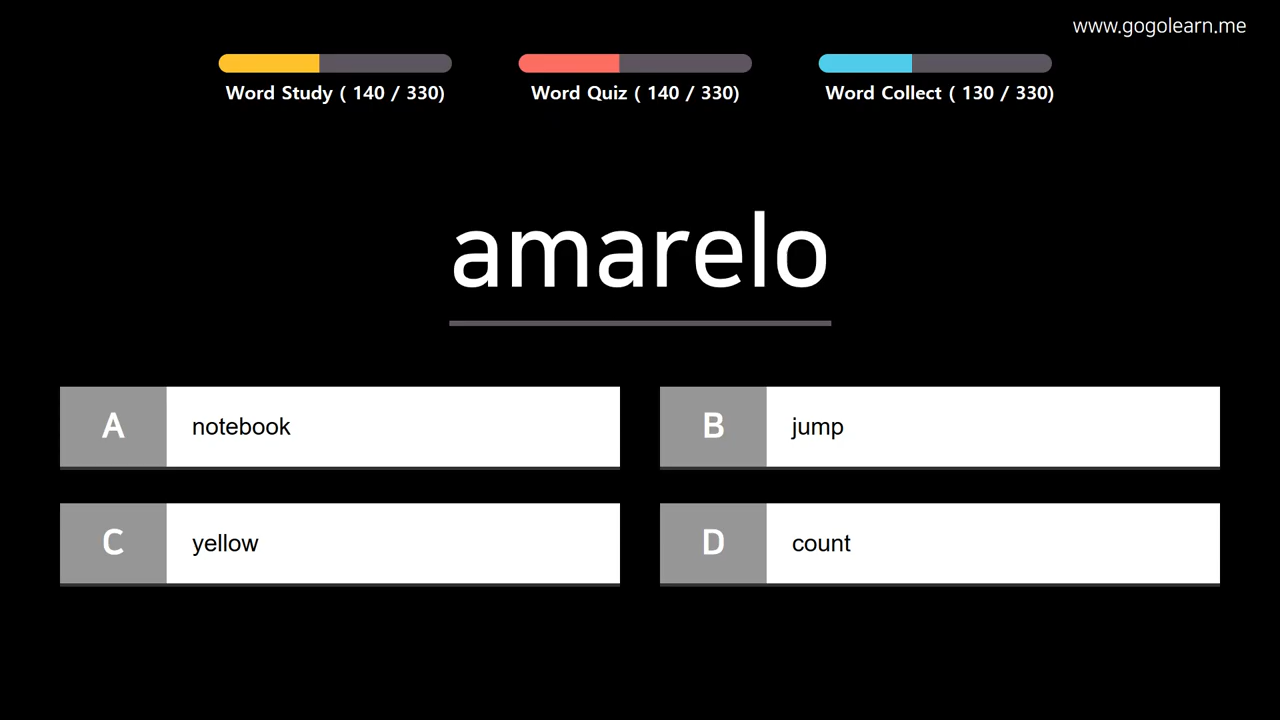 www.gogolearn.me
Word Study ( 140 / 330)
Word Quiz ( 140 / 330)
Word Collect ( 130 / 330)
amarelo
A notebook
B jump
C yellow
D count